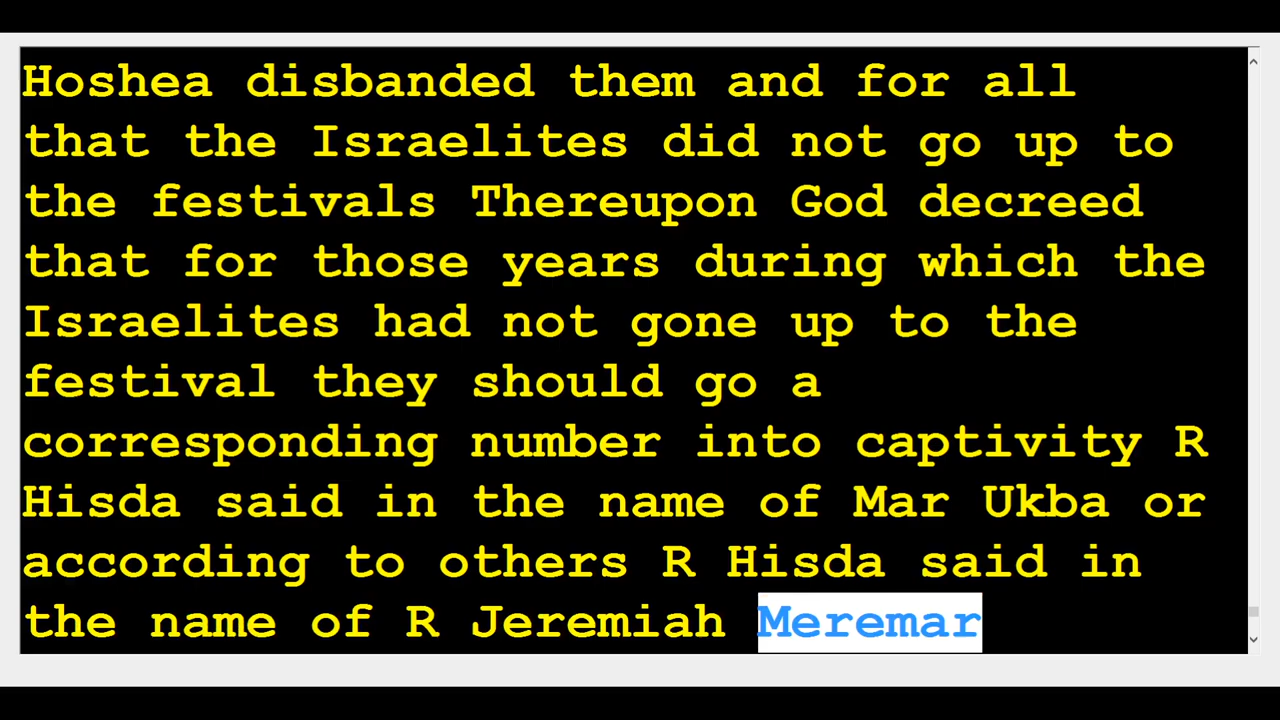 Hoshea disbanded them and for all
that the Israelites did not go up to
the festivals Thereupon God decreed
that for those years during which the
Israelites had not gone up to the
festival they should go a
corresponding number into captivity R
Hisda said in the name of Mar Ukba or
according to others R Hisda said in
the name of R Jeremiah Meremar